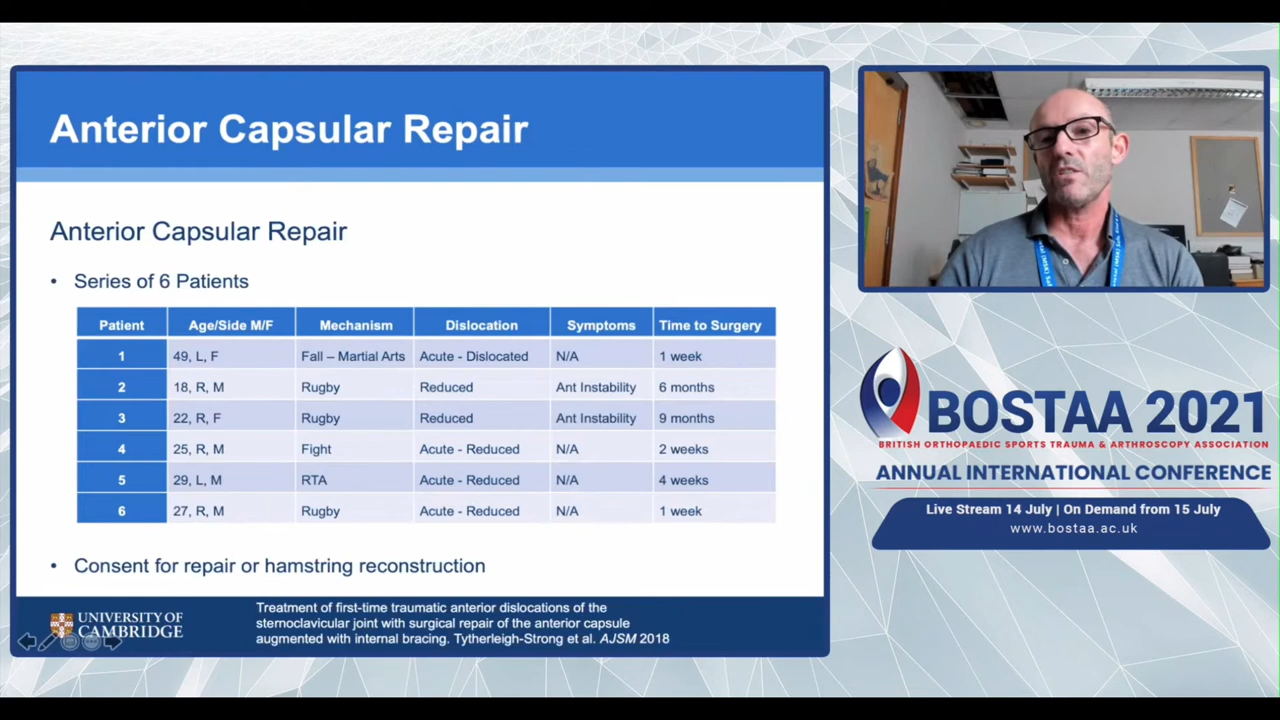 Anterior Capsular Repair
Anterior Capsular Repair
• Series of 6 Patients
Patient Age/Side M/F Mechanism Dislocation Symptoms Time to Surgery
1 49, L, F Fall – Martial Arts Acute - Dislocated N/A 1 week
2 18, R, M Rugby Reduced Ant Instability 6 months
3 22, R, F Rugby Reduced Ant Instability 9 months
4 25, R, M Fight Acute - Reduced N/A 2 weeks
5 29, L, M RTA Acute - Reduced N/A 4 weeks
6 27, R, M Rugby Acute - Reduced N/A 1 week
• Consent for repair or hamstring reconstruction
UNIVERSITY OF
CAMBRIDGE
Treatment of first-time traumatic anterior dislocations of the
sternoclavicular joint with surgical repair of the anterior capsule
augmented with internal bracing. Tytherleigh-Strong et al. AJSM 2018
BOSTAA 2021
BRITISH ORTHOPAEDIC SPORTS TRAUMA & ARTHROSCOPY ASSOCIATION
ANNUAL INTERNATIONAL CONFERENCE
Live Stream 14 July | On Demand from 15 July
www.bostaa.ac.uk